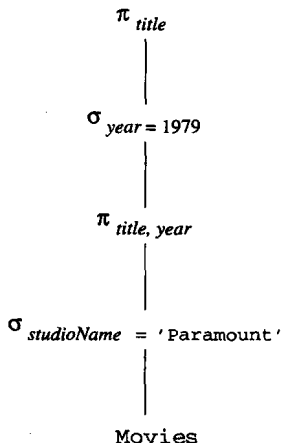 π title
σ year = 1979
π title, year
σ studioName = 'Paramount'
Movies